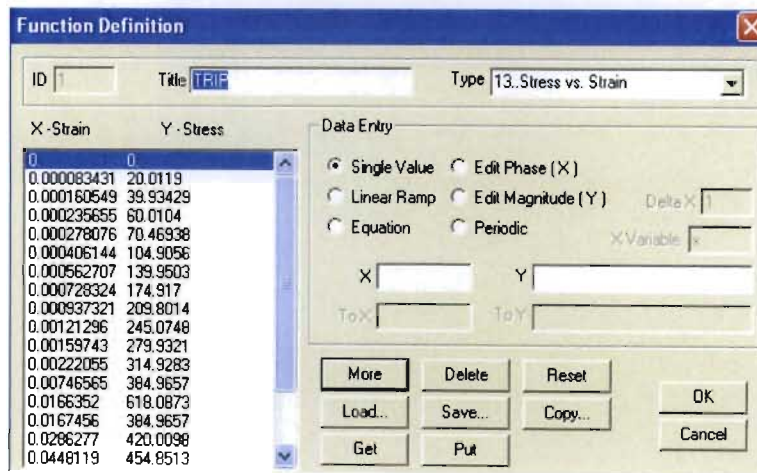 Function Definition
ID 1 Title TRIP Type 13..Stress vs. Strain
X-Strain Y-Stress
0. 0.
0.000083431 20.0119
0.000160549 39.93429
0.000235655 60.0104
0.000278076 70.46938
0.000406144 104.9056
0.000562707 139.9503
0.000728324 174.917
0.000937321 209.8014
0.00121296 245.0748
0.00159743 279.9321
0.00222055 314.9283
0.00746565 384.9657
0.0166352 618.0873
0.0167456 384.9657
0.0286277 420.0098
0.0448119 454.8513
Data Entry
Single Value Edit Phase (X)
Linear Ramp Edit Magnitude (Y) Delta X 1
Equation Periodic X Variable x
X Y
To X To Y
More Delete Reset
Load... Save... Copy... OK
Get Put Cancel